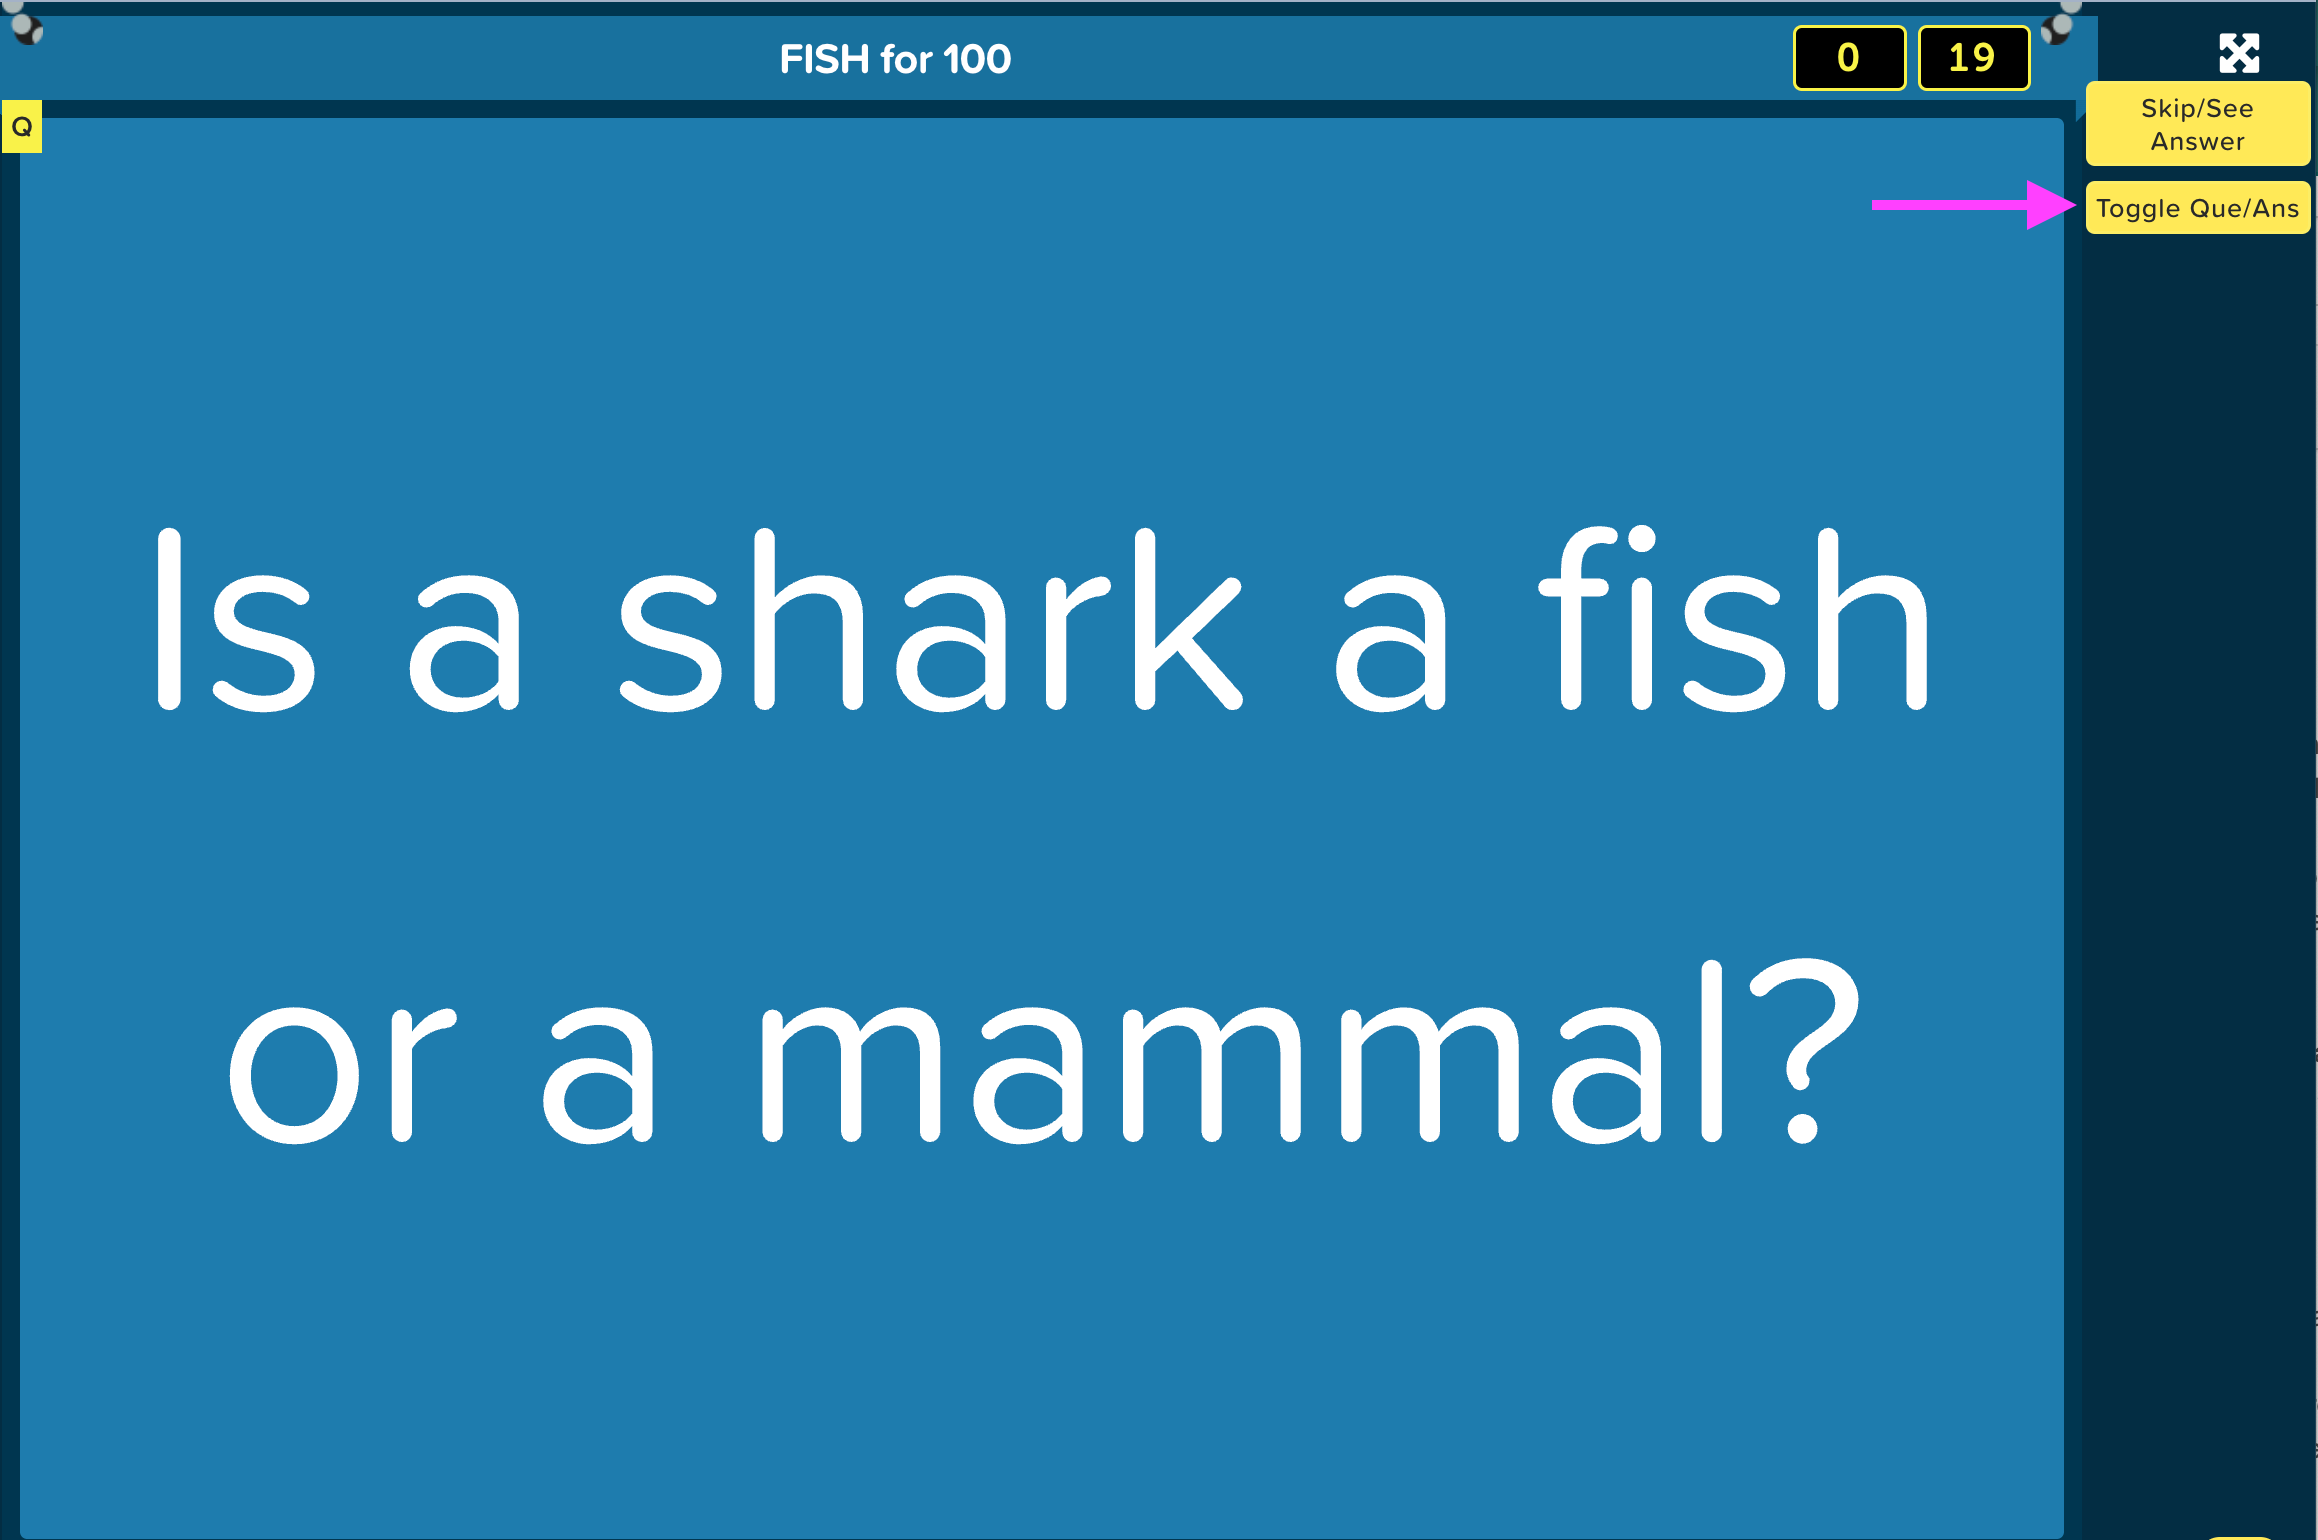 FISH for 100
0 19
Skip/See
Answer
Q
Toggle Que/Ans
Is a shark a fish
or a mammal?